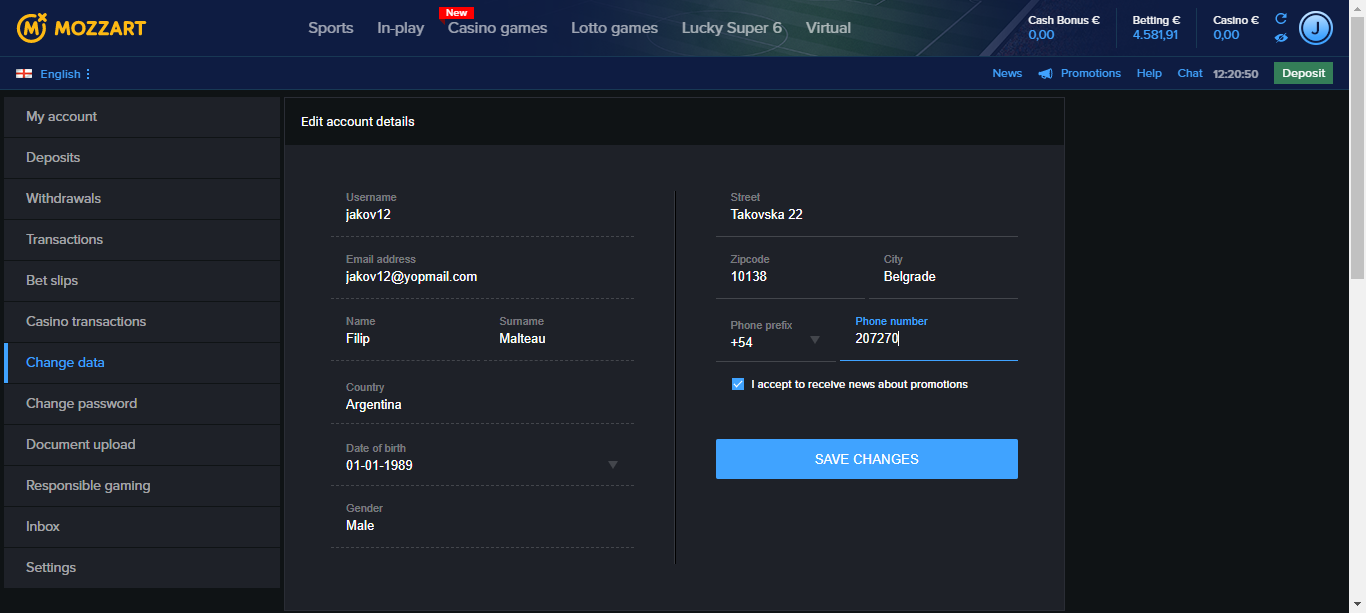 MOZZART
Sports
In-play
New
Casino games
Lotto games
Lucky Super 6
Virtual
Cash Bonus €
0,00
Betting €
4.581,91
Casino €
0,00
J
English
News
Promotions
Help
Chat
12:20:50
Deposit
My account
Deposits
Withdrawals
Transactions
Bet slips
Casino transactions
Change data
Change password
Document upload
Responsible gaming
Inbox
Settings
Edit account details
Username
jakov12
Email address
jakov12@yopmail.com
Name
Filip
Surname
Malteau
Country
Argentina
Date of birth
01-01-1989
Gender
Male
Street
Takovska 22
Zipcode
10138
City
Belgrade
Phone prefix
+54
Phone number
207270
I accept to receive news about promotions
SAVE CHANGES